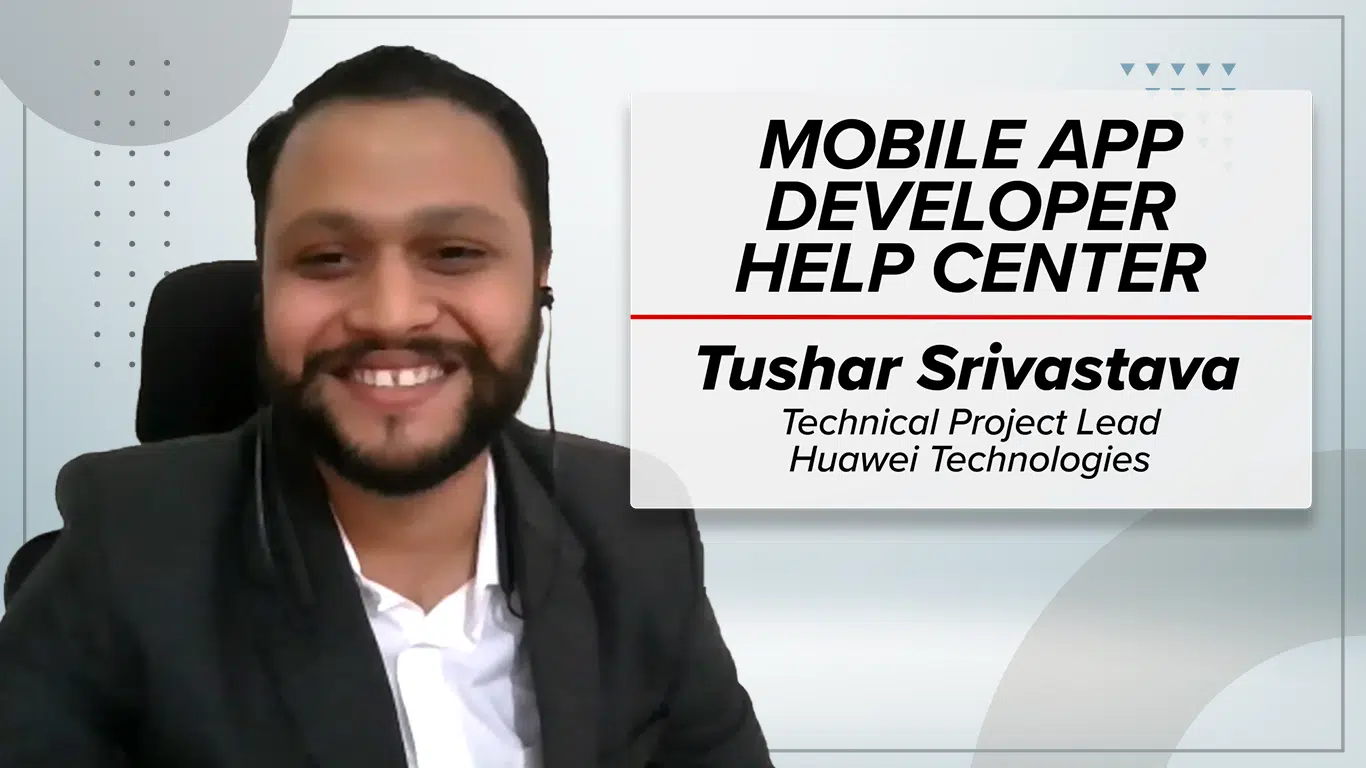 MOBILE APP
DEVELOPER
HELP CENTER
Tushar Srivastava
Technical Project Lead
Huawei Technologies